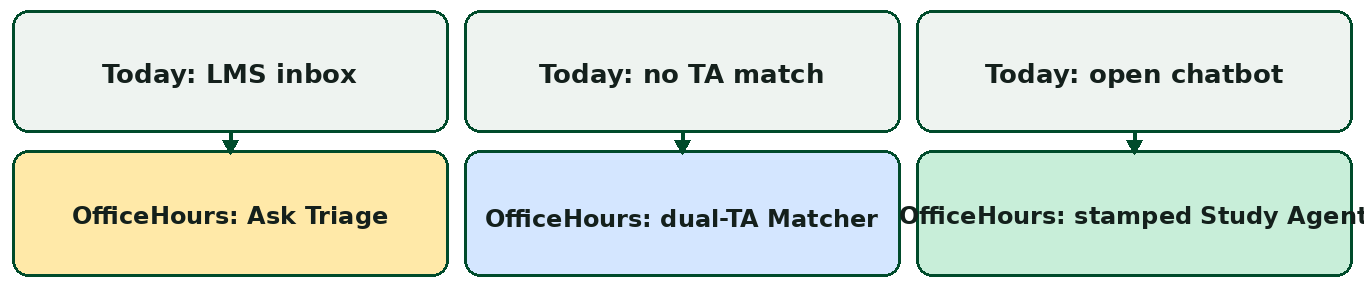 Today: LMS inbox
Today: no TA match
Today: open chatbot
OfficeHours: Ask Triage
OfficeHours: dual-TA Matcher
OfficeHours: stamped Study Agent